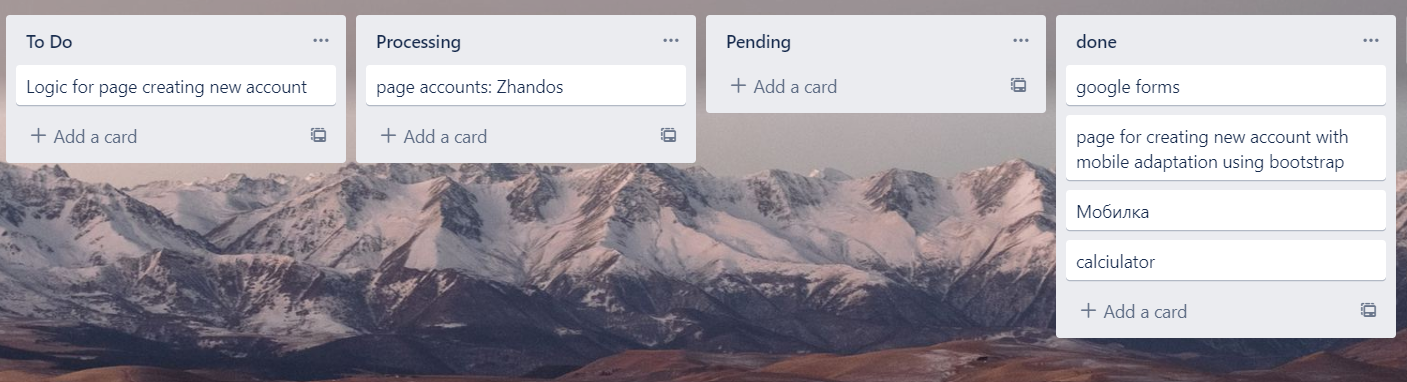 To Do
Logic for page creating new account
Add a card
Processing
page accounts: Zhandos
Add a card
Pending
Add a card
done
google forms
page for creating new account with
mobile adaptation using bootstrap
Мобилка
calciulator
Add a card